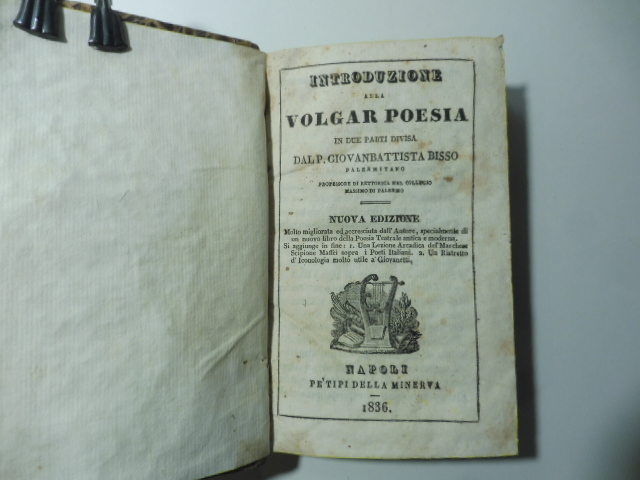 INTRODUZIONE
ALLA
VOLGAR POESIA
IN DUE PARTI DIVISA
DAL P. GIOVANBATTISTA BISSO
PALERMITANO
PROFESSORE DI RETTORICA NEL COLLEGIO
MASSIMO DI PALERMO
NUOVA EDIZIONE
Molto migliorata ed accresciuta dall' Autore, specialmente di
un nuovo libro della Poesia Teatrale antica e moderna.
Si aggiunge in fine: 1. Una Lezione Arcadica del Marchese
Scipione Maffei sopra i Poeti Italiani. 2. Un Ristretto
d' Iconologia molto utile a' Giovanetti.
NAPOLI
PE' TIPI DELLA MINERVA
1836.